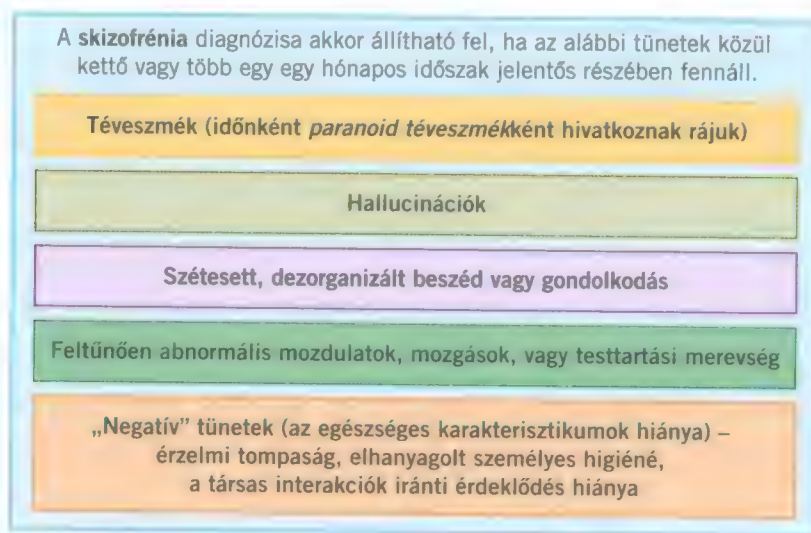 A skizofrénia diagnózisa akkor állítható fel, ha az alábbi tünetek közül
kettő vagy több egy egy hónapos időszak jelentős részében fennáll.
Téveszmék (időnként paranoid téveszmékként hivatkoznak rájuk)
Hallucinációk
Szétesett, dezorganizált beszéd vagy gondolkodás
Feltűnően abnormális mozdulatok, mozgások, vagy testtartási merevség
„Negatív” tünetek (az egészséges karakterisztikumok hiánya) –
érzelmi tompaság, elhanyagolt személyes higiéné,
a társas interakciók iránti érdeklődés hiánya